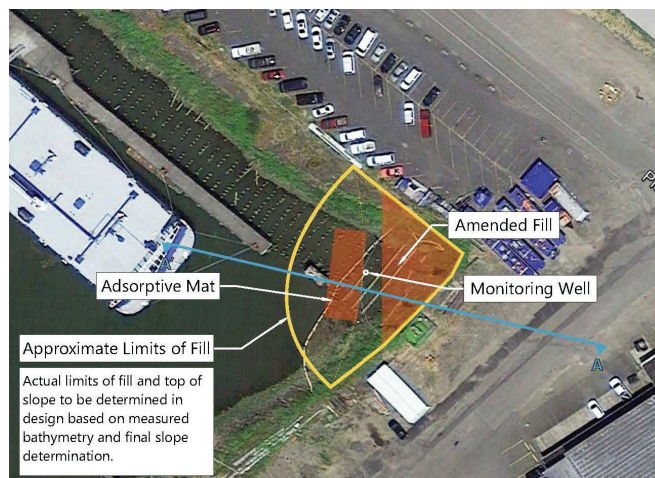 Amended Fill
Adsorptive Mat
Monitoring Well
Approximate Limits of Fill
A
Actual limits of fill and top of
slope to be determined in
design based on measured
bathymetry and final slope
determination.